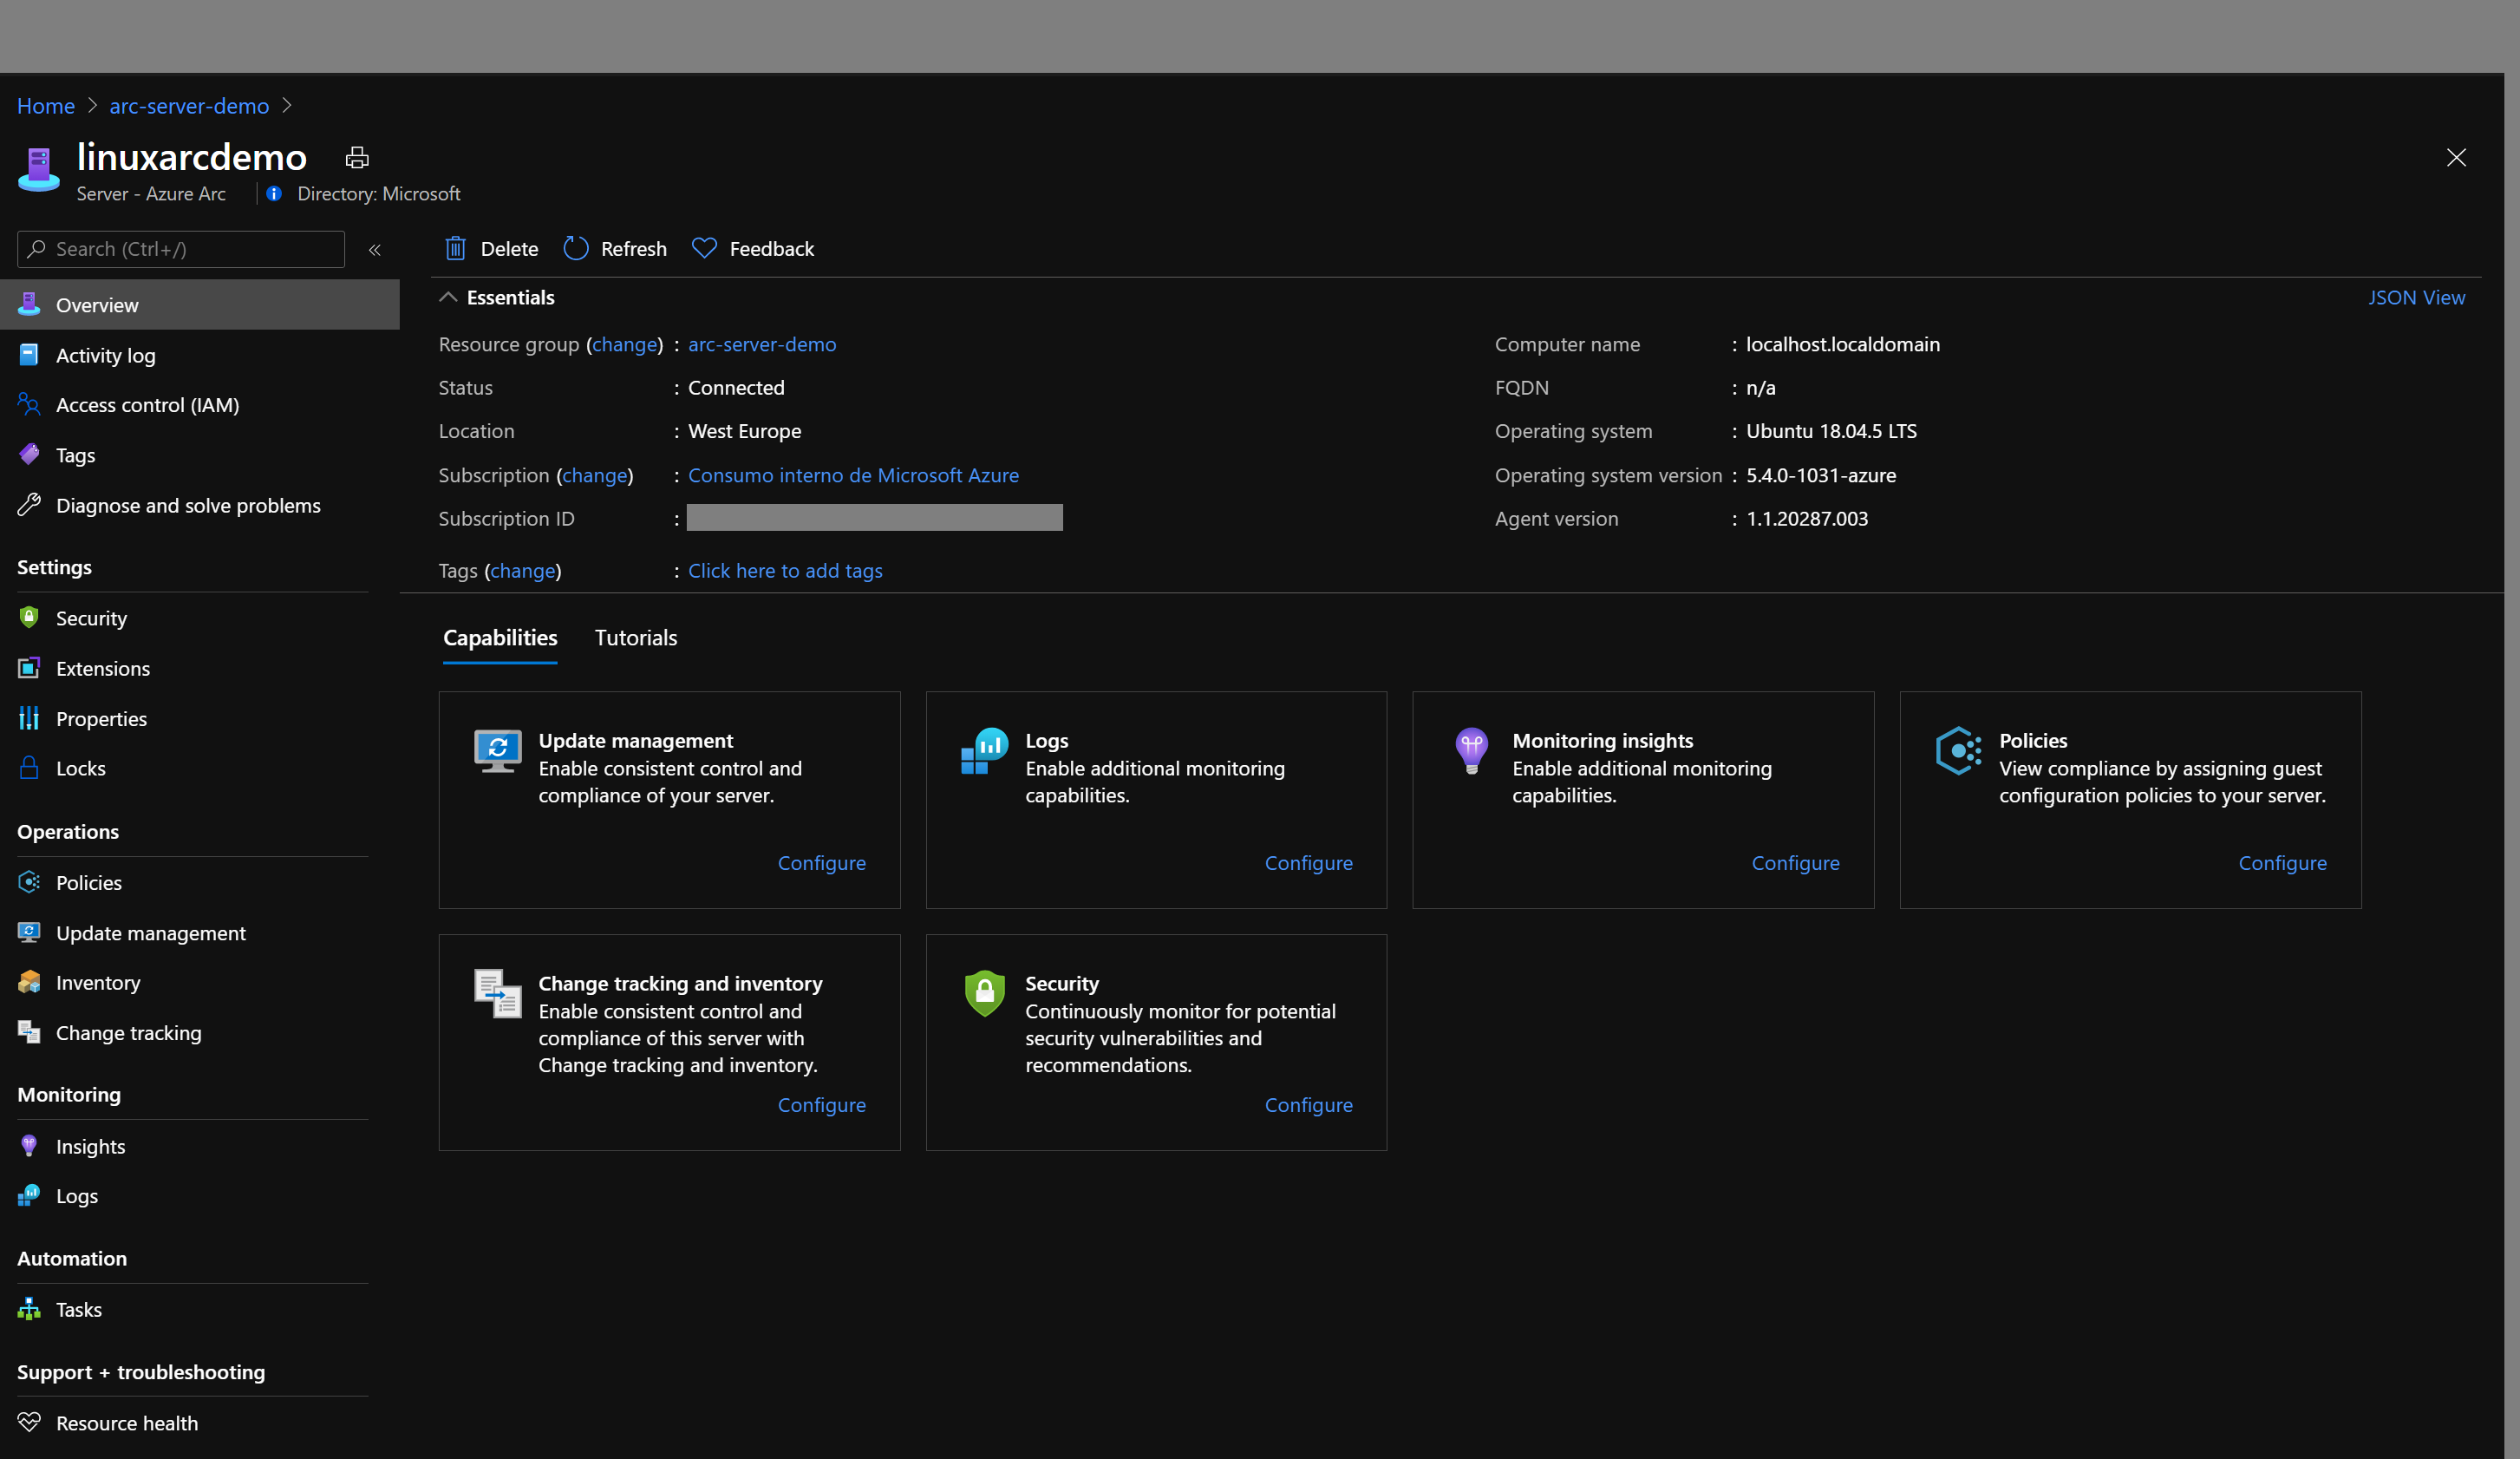 Home > arc-server-demo >
linuxarcdemo
Server - Azure Arc
Directory: Microsoft
Search (Ctrl+/)
«
Overview
Activity log
Access control (IAM)
Tags
Diagnose and solve problems
Settings
Security
Extensions
Properties
Locks
Operations
Policies
Update management
Inventory
Change tracking
Monitoring
Insights
Logs
Automation
Tasks
Support + troubleshooting
Resource health
Delete
Refresh
Feedback
Essentials
JSON View
Resource group (change) : arc-server-demo
Status : Connected
Location : West Europe
Subscription (change) : Consumo interno de Microsoft Azure
Subscription ID :
Tags (change) : Click here to add tags
Computer name : localhost.localdomain
FQDN : n/a
Operating system : Ubuntu 18.04.5 LTS
Operating system version : 5.4.0-1031-azure
Agent version : 1.1.20287.003
Capabilities
Tutorials
Update management
Enable consistent control and
compliance of your server.
Configure
Logs
Enable additional monitoring
capabilities.
Configure
Monitoring insights
Enable additional monitoring
capabilities.
Configure
Policies
View compliance by assigning guest
configuration policies to your server.
Configure
Change tracking and inventory
Enable consistent control and
compliance of this server with
Change tracking and inventory.
Configure
Security
Continuously monitor for potential
security vulnerabilities and
recommendations.
Configure